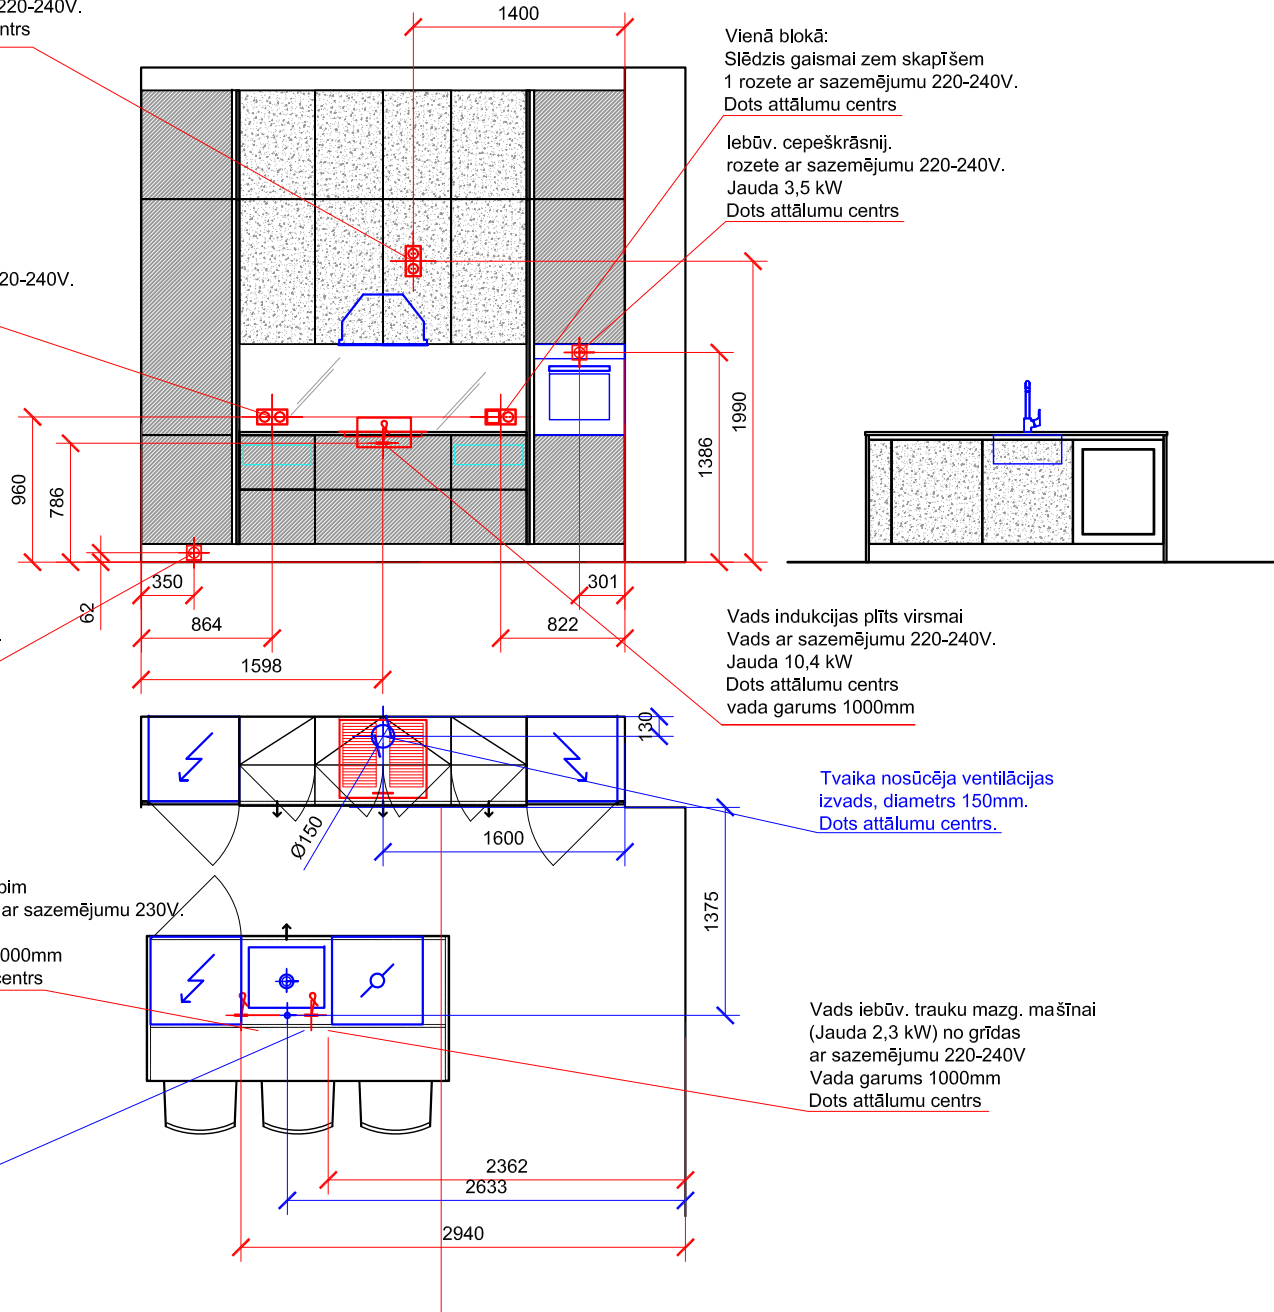 220-240V.
1400
Vienā blokā:
Slēdzis gaismai zem skapīšem
1 rozete ar sazemējumu 220-240V.
Dots attālumu centrs
Iebūv. cepeškrāsnij.
rozete ar sazemējumu 220-240V.
Jauda 3,5 kW
Dots attālumu centrs
20-240V.
1990
1386
960
786
62
350
301
864
822
1598
Vads indukcijas plīts virsmai
Vads ar sazemējumu 220-240V.
Jauda 10,4 kW
Dots attālumu centrs
vada garums 1000mm
130
Tvaika nosūcēja ventilācijas
izvads, diametrs 150mm.
Dots attālumu centrs.
Ø150
1600
1375
ar sazemējumu 230V.
000mm
centrs
Vads iebūv. trauku mazg. mašīnai
(Jauda 2,3 kW) no grīdas
ar sazemējumu 220-240V
Vada garums 1000mm
Dots attālumu centrs
2362
2633
2940